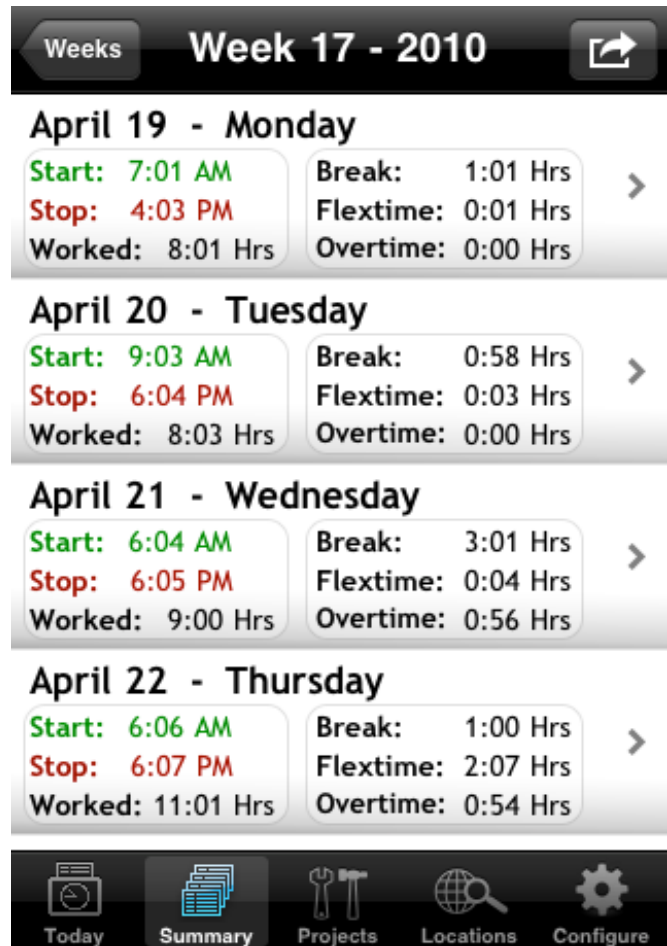 Weeks Week 17 - 2010
April 19 - Monday
Start: 7:01 AM Break: 1:01 Hrs
Stop: 4:03 PM Flextime: 0:01 Hrs
Worked: 8:01 Hrs Overtime: 0:00 Hrs
April 20 - Tuesday
Start: 9:03 AM Break: 0:58 Hrs
Stop: 6:04 PM Flextime: 0:03 Hrs
Worked: 8:03 Hrs Overtime: 0:00 Hrs
April 21 - Wednesday
Start: 6:04 AM Break: 3:01 Hrs
Stop: 6:05 PM Flextime: 0:04 Hrs
Worked: 9:00 Hrs Overtime: 0:56 Hrs
April 22 - Thursday
Start: 6:06 AM Break: 1:00 Hrs
Stop: 6:07 PM Flextime: 2:07 Hrs
Worked: 11:01 Hrs Overtime: 0:54 Hrs
Today Summary Projects Locations Configure